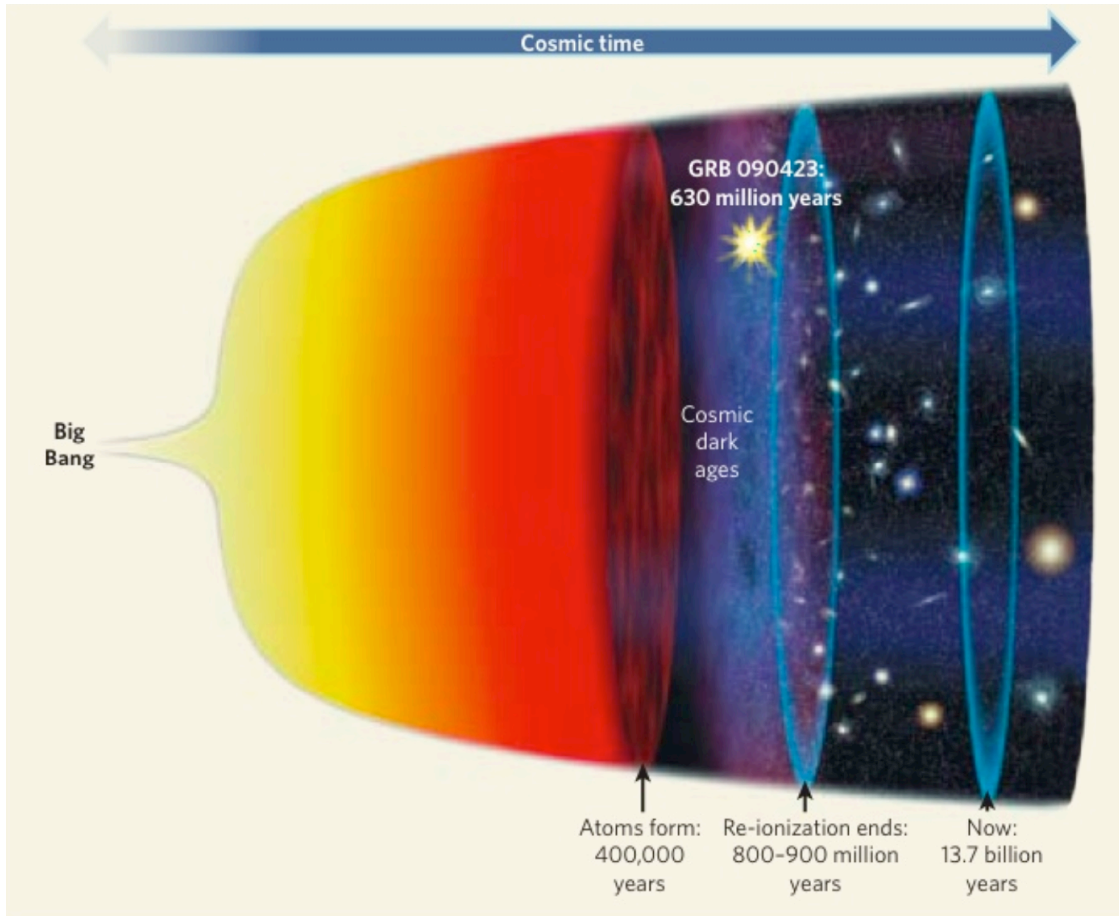 Cosmic time
GRB 090423:
630 million years
Big
Bang
Cosmic
dark
ages
Atoms form:
400,000
years
Re-ionization ends:
800–900 million
years
Now:
13.7 billion
years